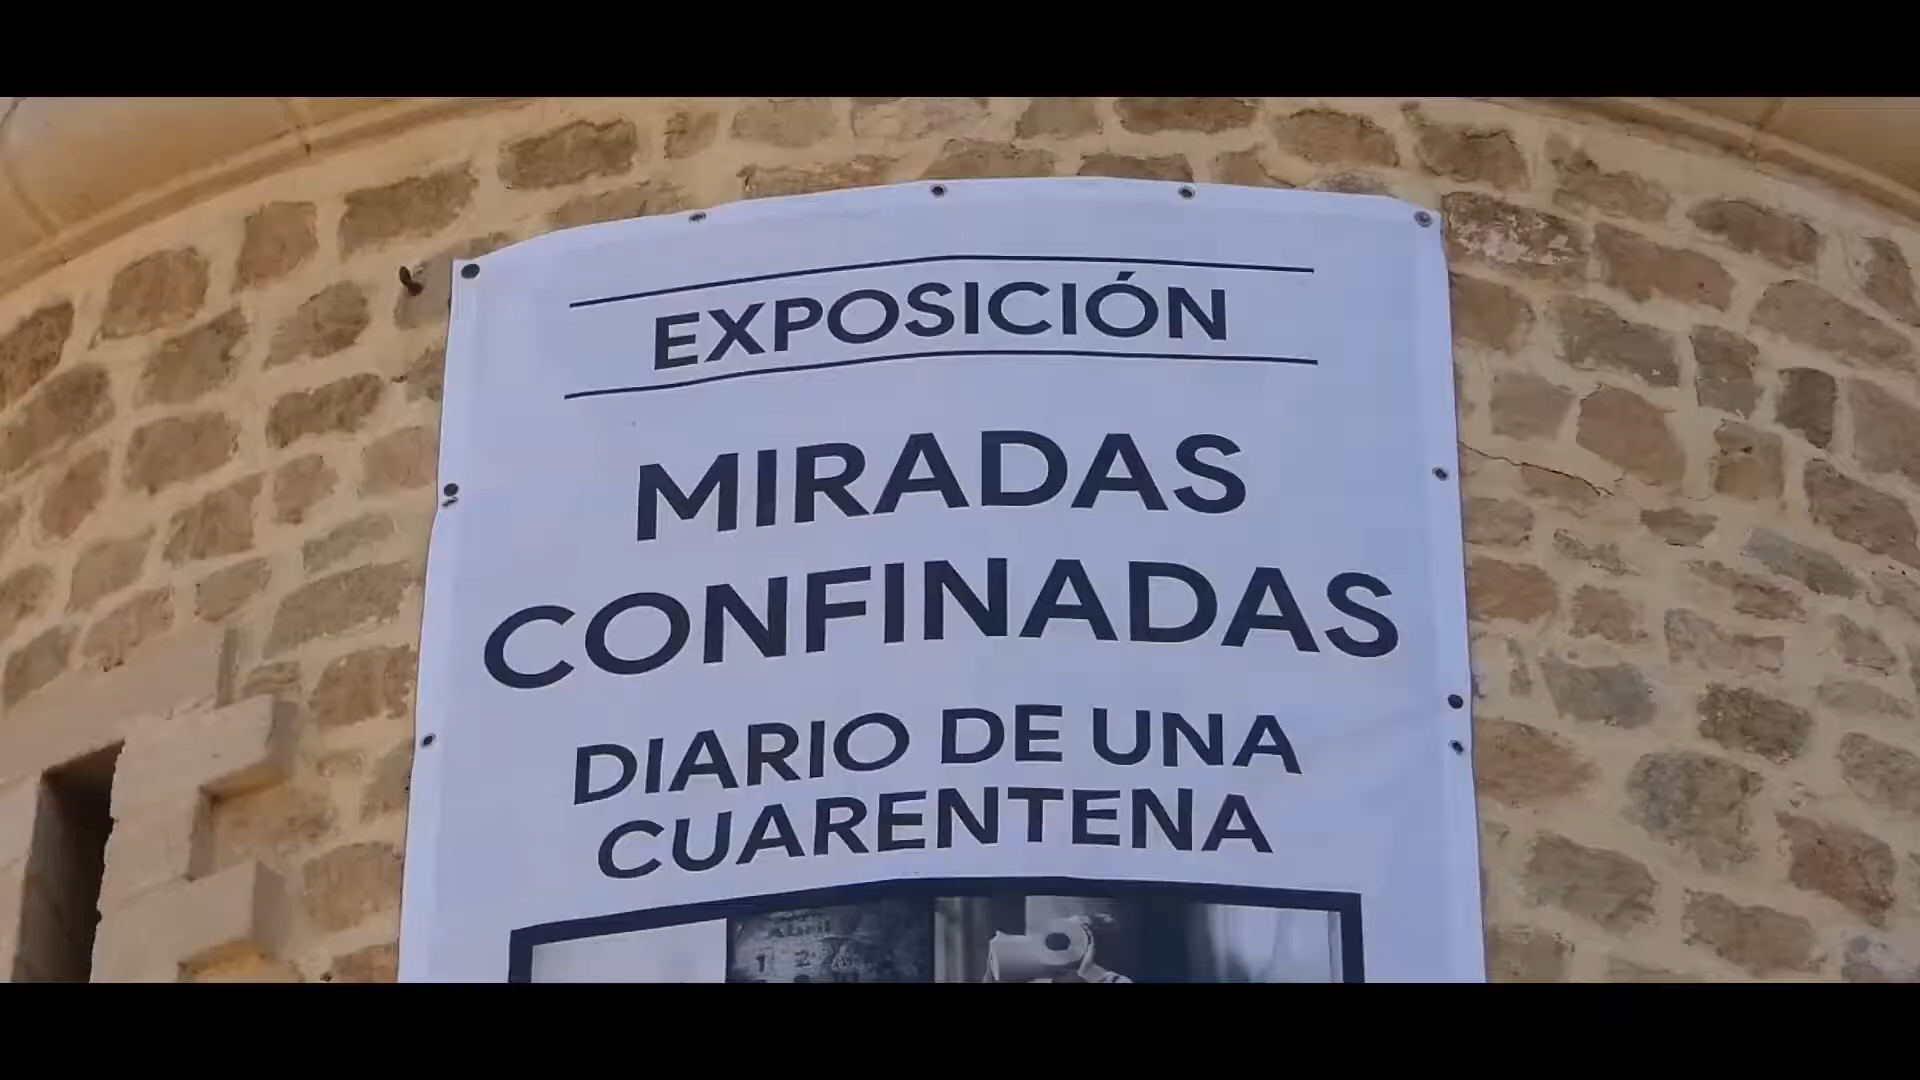 EXPOSICIÓN
MIRADAS
CONFINADAS
DIARIO DE UNA
CUARENTENA